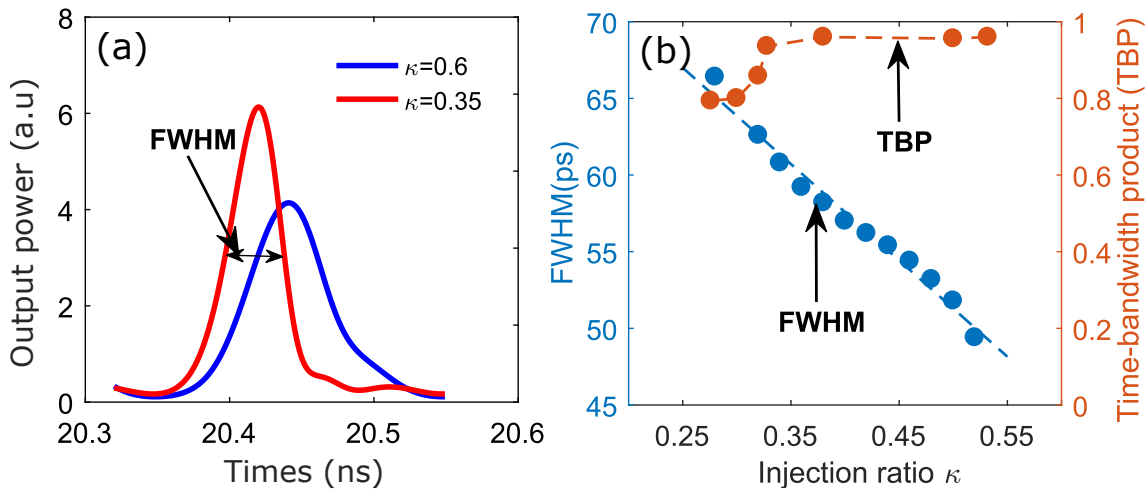 (a)
8
6
4
2
0
Output power (a.u)
κ=0.6
κ=0.35
FWHM
20.3 20.4 20.5 20.6
Times (ns)
(b)
70
65
60
55
50
45
FWHM(ps)
TBP
FWHM
1
0.8
0.6
0.4
0.2
0
Time-bandwidth product (TBP)
0.25 0.35 0.45 0.55
Injection ratio κ